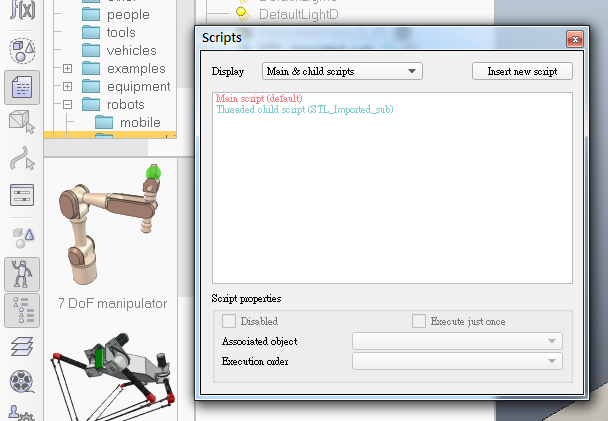 f(x)
people
tools
vehicles
examples
equipment
robots
mobile
7 DoF manipulator
DefaultLightD
Scripts
Display
Main & child scripts
Insert new script
Main script (default)
Threaded child script (STL_Imported_sub)
Script properties
Disabled
Execute just once
Associated object
Execution order